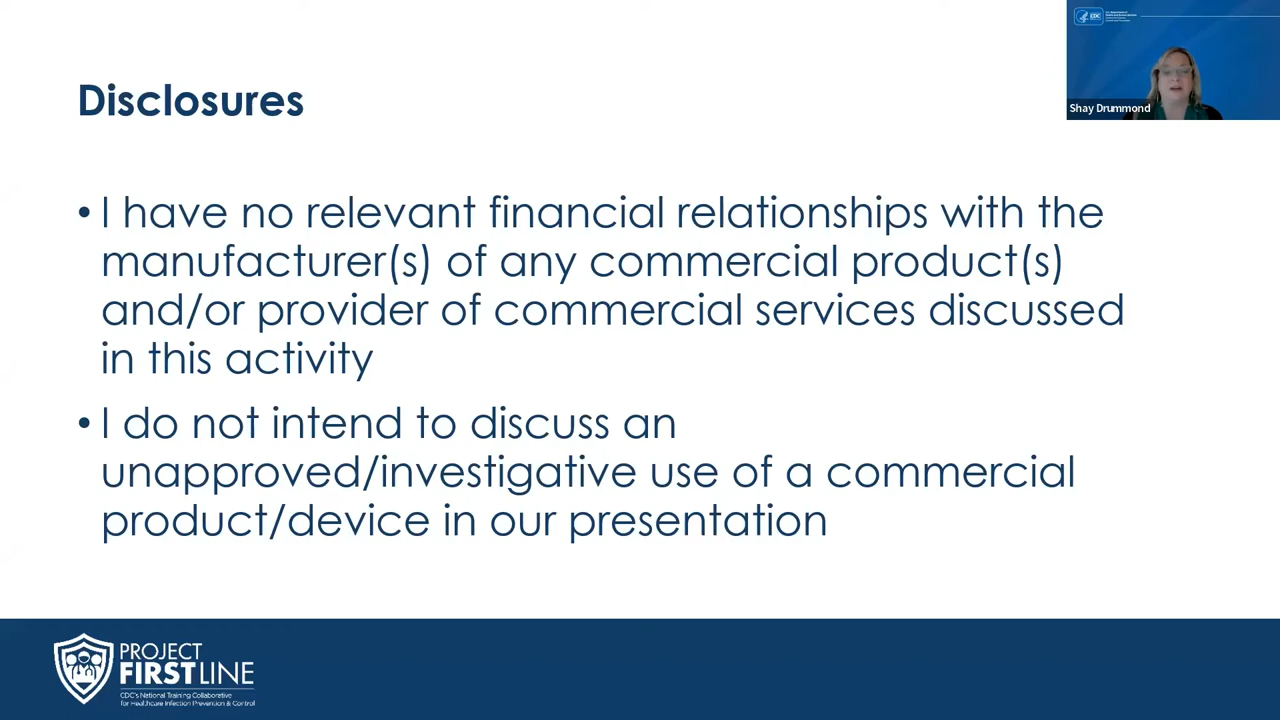 CDC
Shay Drummond
Disclosures
• I have no relevant financial relationships with the
manufacturer(s) of any commercial product(s)
and/or provider of commercial services discussed
in this activity
• I do not intend to discuss an
unapproved/investigative use of a commercial
product/device in our presentation
PROJECT
FIRSTLINE
CDC's National Training Collaborative
for Healthcare Infection Prevention & Control